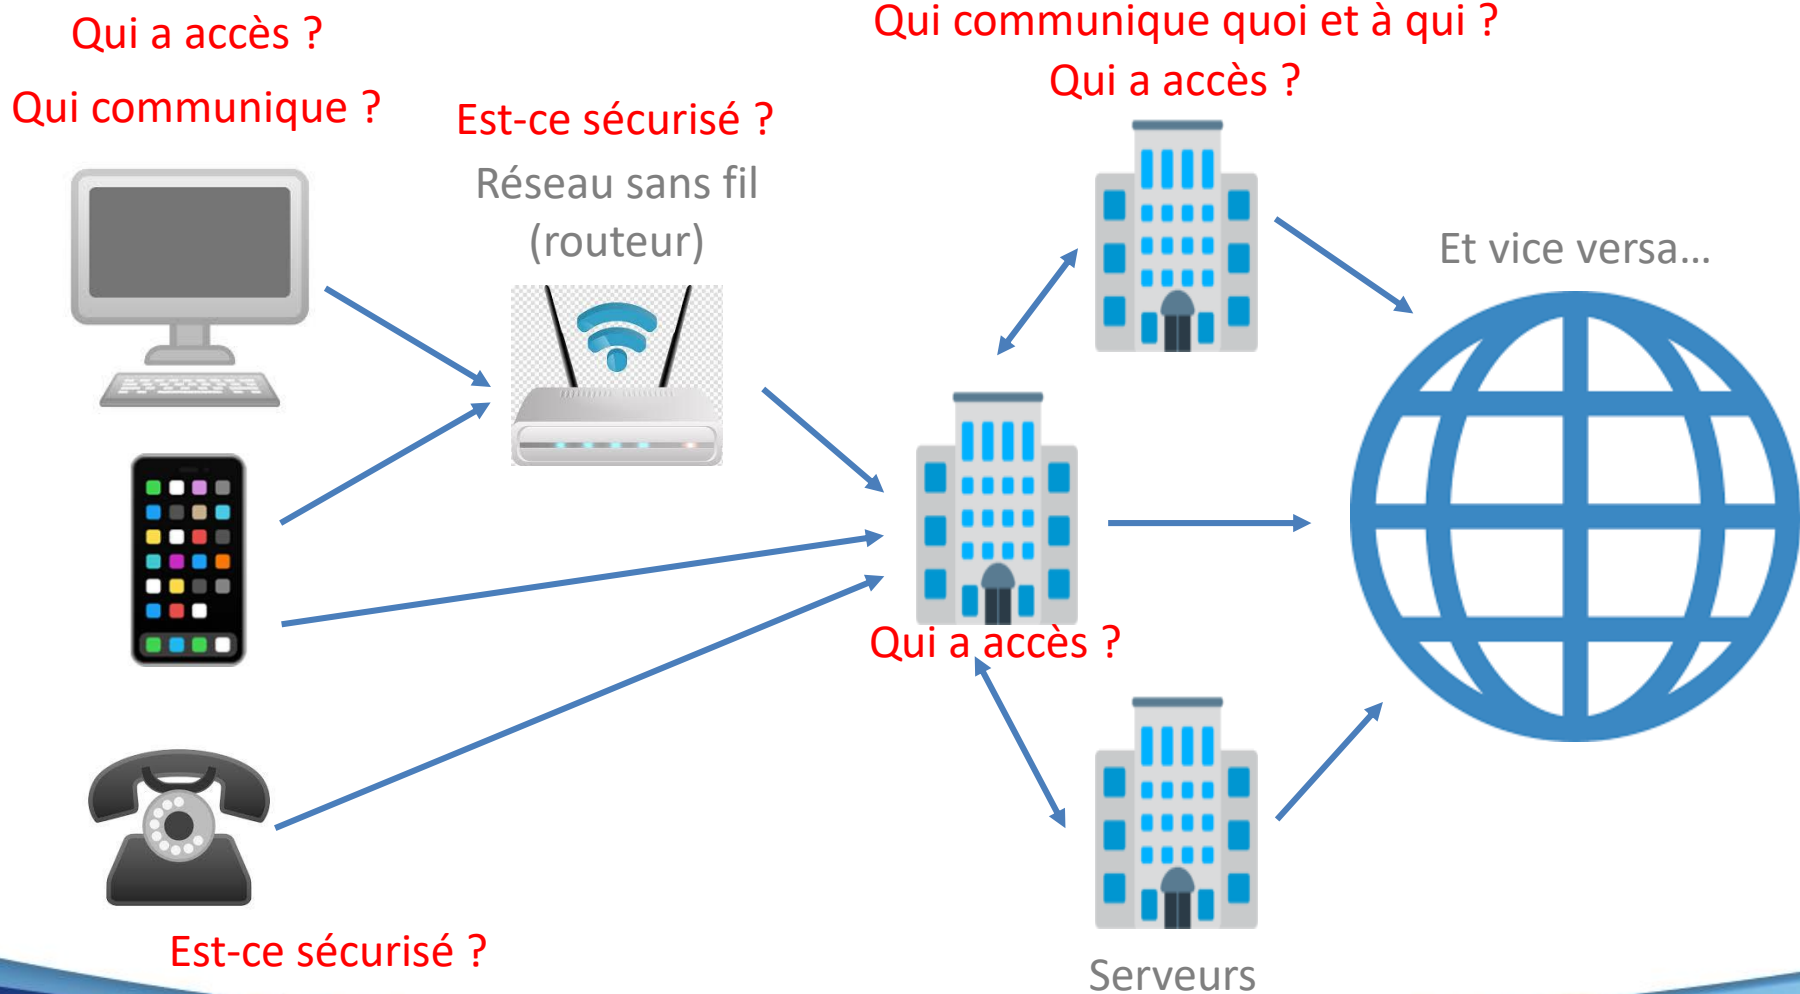 Qui a accès ?
Qui communique ?
Est-ce sécurisé ?
Réseau sans fil
(routeur)
Qui communique quoi et à qui ?
Qui a accès ?
Et vice versa…
Qui a accès ?
Est-ce sécurisé ?
Serveurs